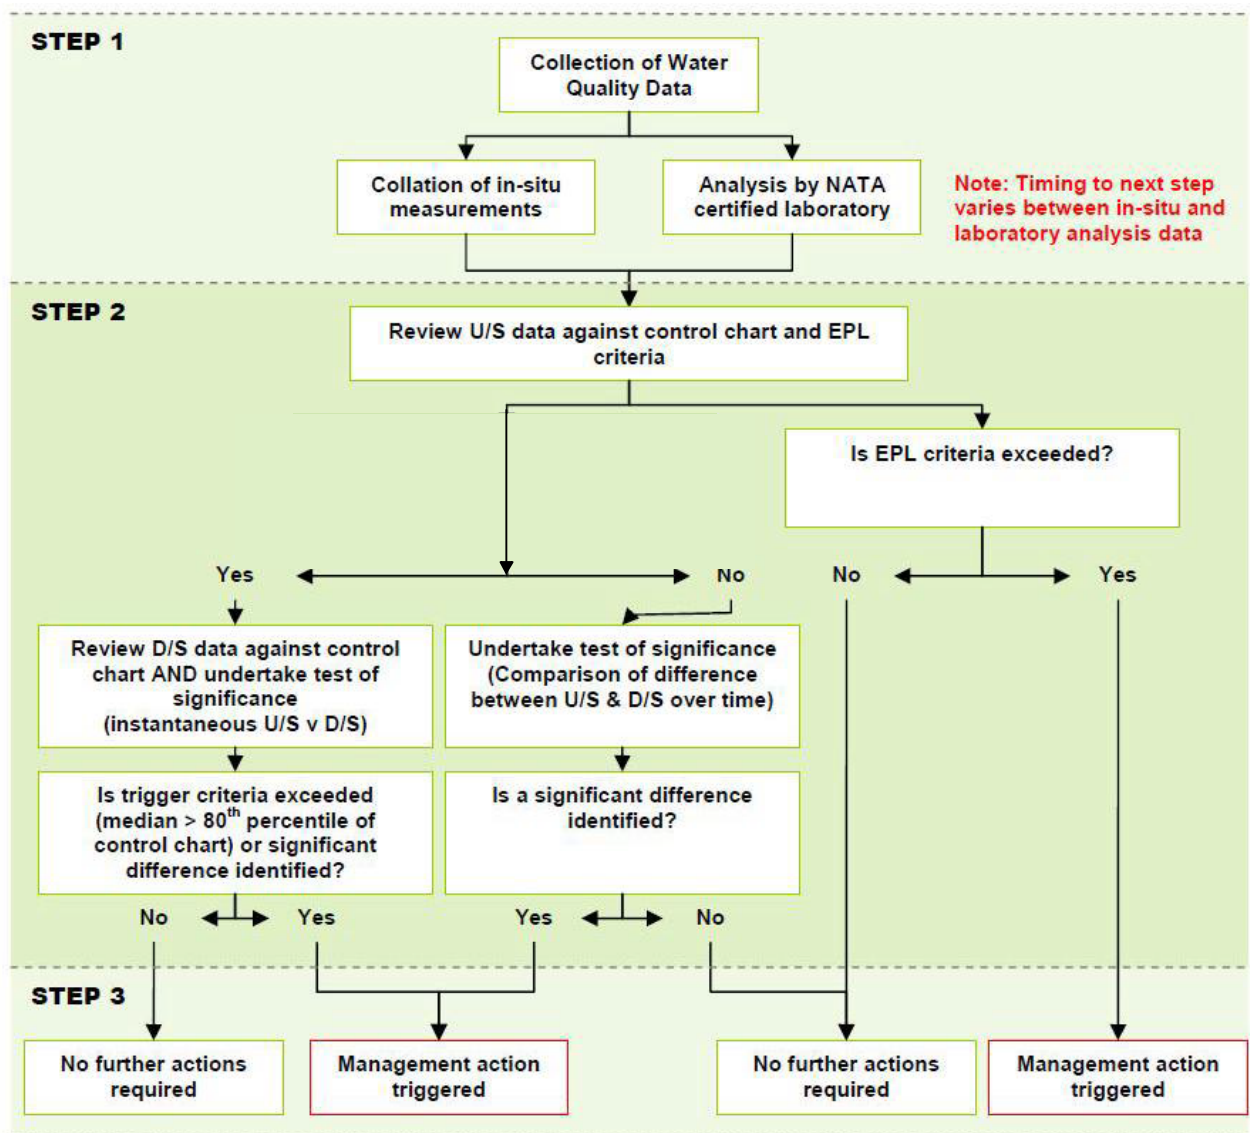 STEP 1
Collection of Water
Quality Data
Collation of in-situ
measurements
Analysis by NATA
certified laboratory
Note: Timing to next step
varies between in-situ and
laboratory analysis data
STEP 2
Review U/S data against control chart and EPL
criteria
Is EPL criteria exceeded?
Yes
No
No
Yes
Review D/S data against control
chart AND undertake test of
significance
(instantaneous U/S v D/S)
Undertake test of significance
(Comparison of difference
between U/S & D/S over time)
Is trigger criteria exceeded
(median > 80th percentile of
control chart) or significant
difference identified?
Is a significant difference
identified?
No
Yes
Yes
No
STEP 3
No further actions
required
Management action
triggered
No further actions
required
Management action
triggered